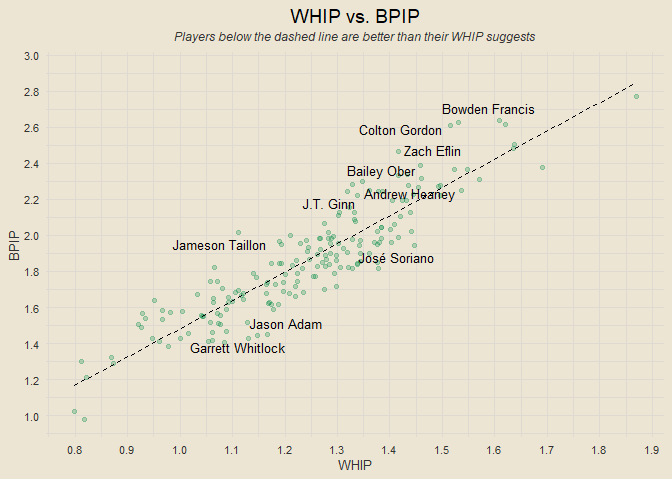 WHIP vs. BPIP
Players below the dashed line are better than their WHIP suggests
3.0
2.8
2.6
2.4
2.2
2.0
1.8
1.6
1.4
1.2
1.0
BPIP
Bowden Francis
Colton Gordon
Zach Eflin
Bailey Ober
Andrew Heaney
J.T. Ginn
Jameson Taillon
José Soriano
Jason Adam
Garrett Whitlock
0.8 0.9 1.0 1.1 1.2 1.3 1.4 1.5 1.6 1.7 1.8 1.9
WHIP